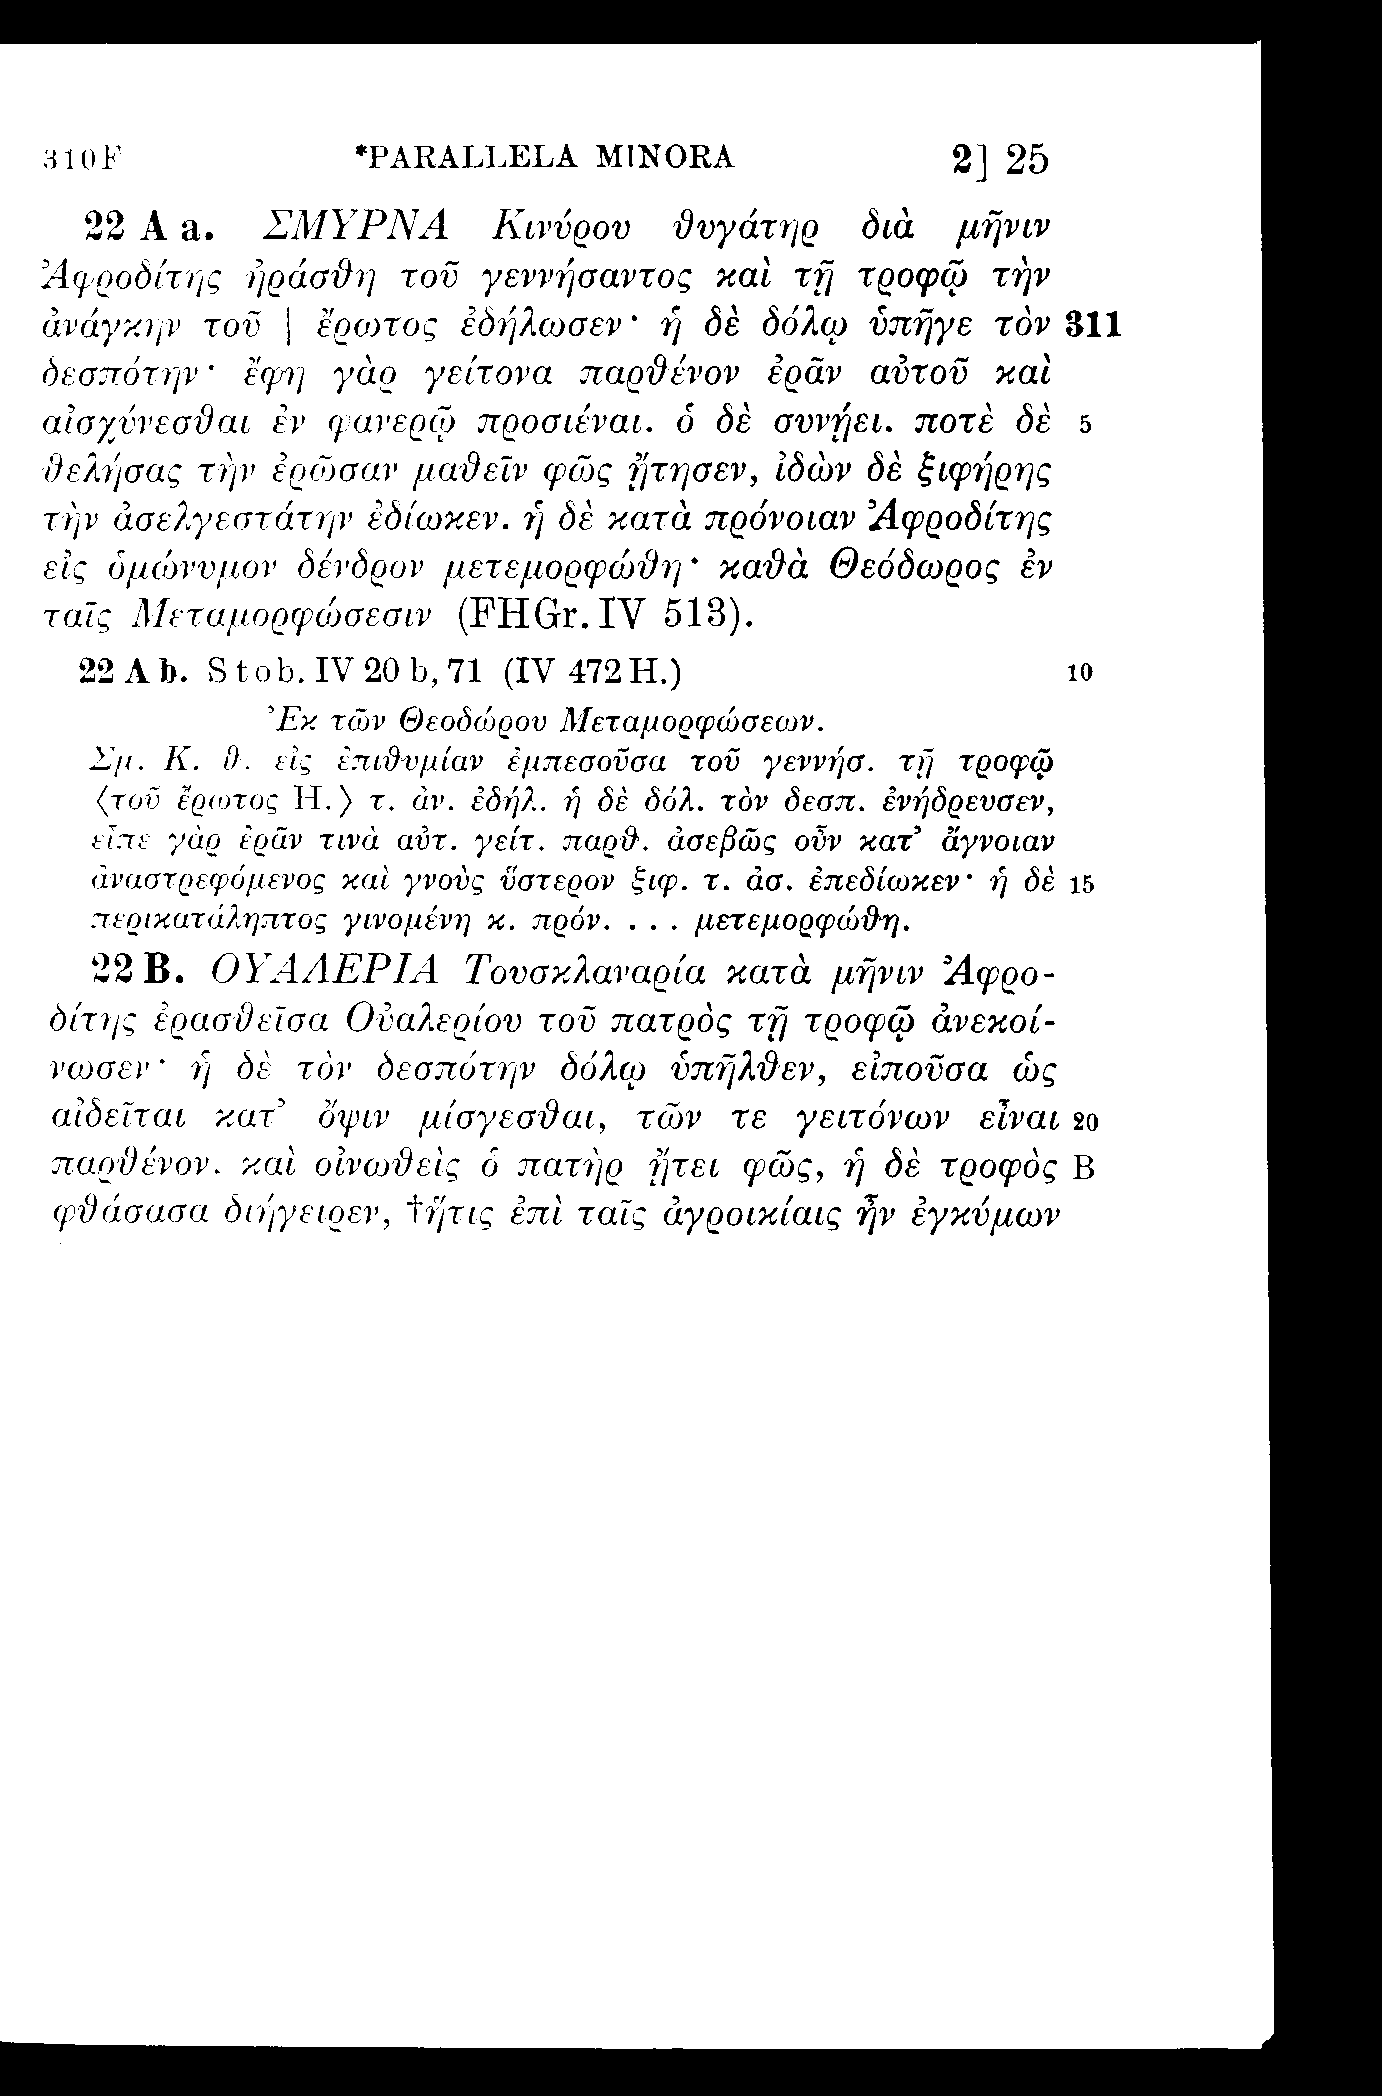 310F *PARALLELA MINORA 2] 25
22 A a. ΣΜΥΡΝΑ Κινύρου θυγάτηρ διὰ μῆνιν
Ἀφροδίτης ἠράσθη τοῦ γεννήσαντος καὶ τῇ τροφῷ τὴν
ἀνάγκην τοῦ | ἔρωτος ἐδήλωσεν· ἡ δὲ δόλῳ ὑπῆγε τὸν 311
δεσπότην· ἔφη γὰρ γείτονα παρθένον ἐρᾶν αὐτοῦ καὶ
αἰσχύνεσθαι ἐν φανερῷ προσιέναι. ὁ δὲ συνῄει. ποτὲ δὲ 5
θελήσας τὴν ἐρῶσαν μαθεῖν φῶς ᾔτησεν, ἰδὼν δὲ ξιφήρης
τὴν ἀσελγεστάτην ἐδίωκεν. ἡ δὲ κατὰ πρόνοιαν Ἀφροδίτης
εἰς ὁμώνυμον δένδρον μετεμορφώθη· καθὰ Θεόδωρος ἐν
ταῖς Μεταμορφώσεσιν (FHGr. IV 513).
22 A b. Stob. IV 20 b, 71 (IV 472 H.) 10
Ἐκ τῶν Θεοδώρου Μεταμορφώσεων.
Σμ. Κ. θ. εἰς ἐπιθυμίαν ἐμπεσοῦσα τοῦ γεννήσ. τῇ τροφῷ
⟨τοῦ ἔρωτος H.⟩ τ. ἀν. ἐδήλ. ἡ δὲ δόλ. τὸν δεσπ. ἐνήδρευσεν,
εἶπε γὰρ ἐρᾶν τινὰ αὐτ. γείτ. παρθ. ἀσεβῶς οὖν κατ’ ἄγνοιαν
ἀναστρεφόμενος καὶ γνοὺς ὕστερον ξιφ. τ. ἀσ. ἐπεδίωκεν· ἡ δὲ 15
περικατάληπτος γινομένη κ. πρόν. . . . μετεμορφώθη.
22 B. ΟΥΑΛΕΡΙΑ Τουσκλαναρία κατὰ μῆνιν Ἀφρο-
δίτης ἐρασθεῖσα Οὐαλερίου τοῦ πατρὸς τῇ τροφῷ ἀνεκοί-
νωσεν· ἡ δὲ τὸν δεσπότην δόλῳ ὑπῆλθεν, εἰποῦσα ὡς
αἰδεῖται κατ’ ὄψιν μίσγεσθαι, τῶν τε γειτόνων εἶναι 20
παρθένον. καὶ οἰνωθεὶς ὁ πατὴρ ᾔτει φῶς, ἡ δὲ τροφὸς B
φθάσασα διήγειρεν, †ἥτις ἐπὶ ταῖς ἀγροικίαις ἦν ἐγκύμων